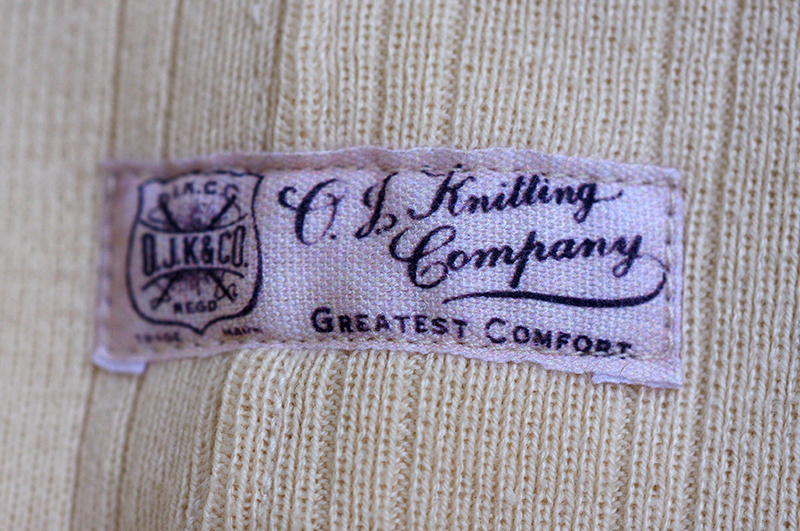 O.J.K&CO.
REGD
TRADE MARK
O. J. Knitting
Company
GREATEST COMFORT